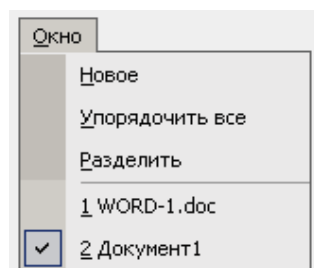 Окно
Новое
Упорядочить все
Разделить
1 WORD-1.doc
2 Документ1